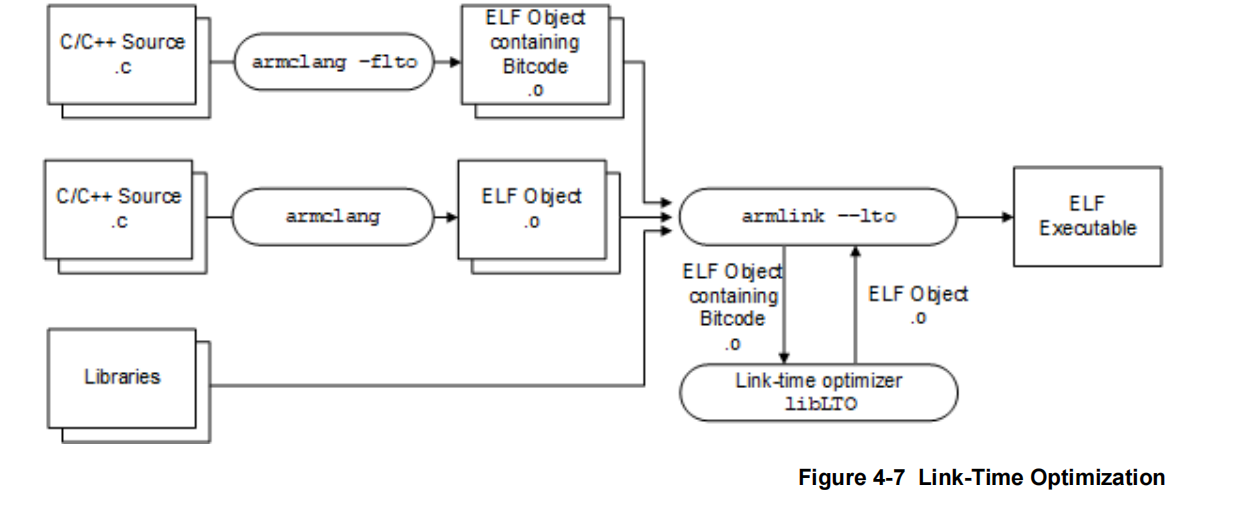 C/C++ Source
.c
armclang -flto
ELF Object
containing
Bitcode
.o
C/C++ Source
.c
armclang
ELF Object
.o
armlink --lto
ELF
Executable
ELF Object
containing
Bitcode
.o
ELF Object
.o
Libraries
Link-time optimizer
libLTO
Figure 4-7 Link-Time Optimization